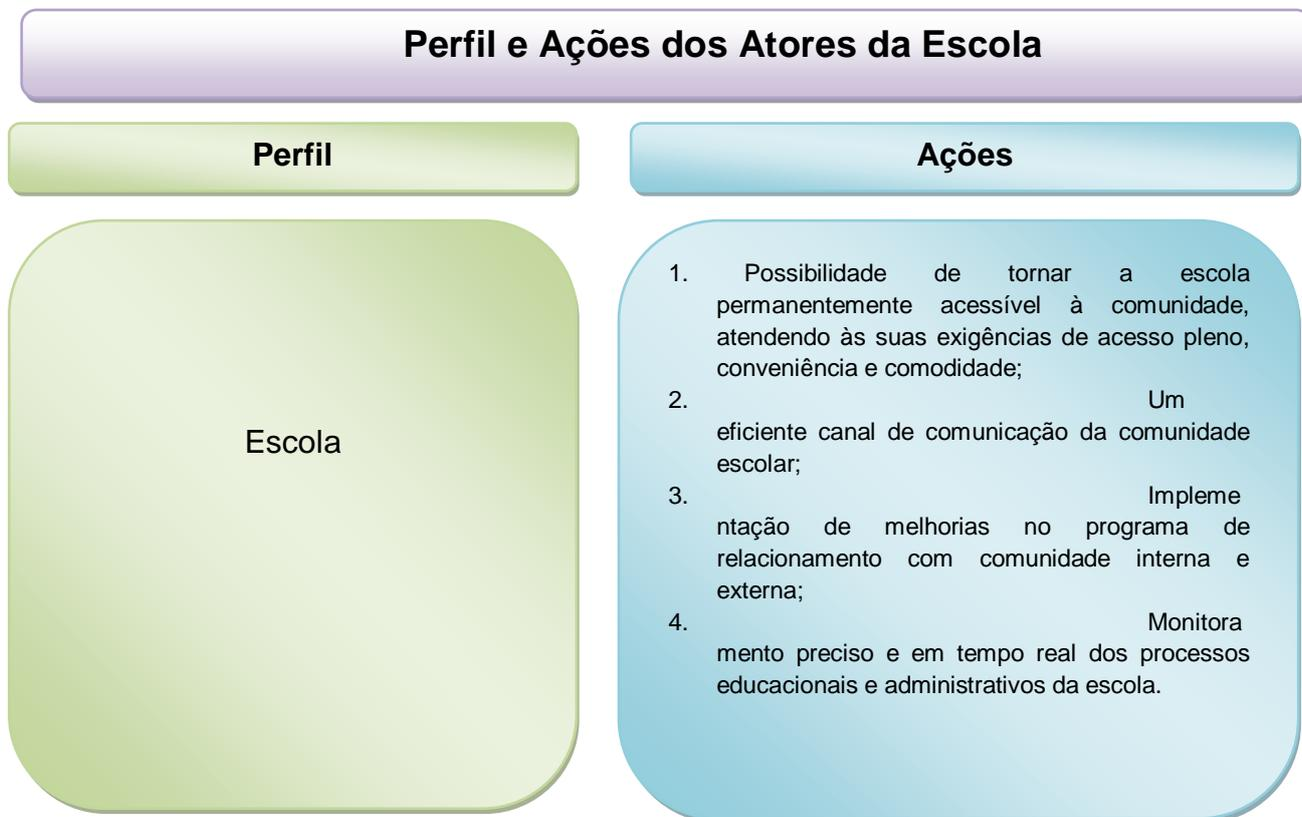 Perfil e Ações dos Atores da Escola
Perfil
Ações
Escola
1. Possibilidade de tornar a escola
permanentemente acessível à comunidade,
atendendo às suas exigências de acesso pleno,
conveniência e comodidade;
2. Um
eficiente canal de comunicação da comunidade
escolar;
3. Impleme
ntação de melhorias no programa de
relacionamento com comunidade interna e
externa;
4. Monitora
mento preciso e em tempo real dos processos
educacionais e administrativos da escola.